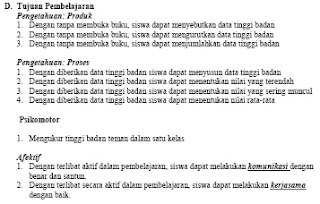 D. Tujuan Pembelajaran
Pengetahuan: Produk
1. Dengan tanpa membuka buku, siswa dapat menyebutkan data tinggi badan
2. Dengan tanpa membuka buku, siswa dapat mengurutkan data tinggi badan
3. Dengan tanpa membuka buku, siswa dapat menjumlahkan data tinggi badan
Pengetahuan: Proses
1. Dengan diberikan data tinggi badan siswa dapat menyusun data tinggi badan
2. Dengan diberikan data tinggi badan siswa dapat menentukan nilai yang terendah
3. Dengan diberikan data tinggi badan siswa dapat menentukan nilai yang sering muncul
4. Dengan diberikan data tinggi badan siswa dapat menentukan nilai rata-rata
Psikomotor
1. Mengukur tinggi badan teman dalam satu kelas
Afektif
1. Dengan terlibat aktif dalam pembelajaran, siswa dapat melakukan komunikasi dengan
benar dan santun.
2. Dengan terlibat secara aktif dalam pembelajaran, siswa dapat melakukan kerjasama
dengan baik.